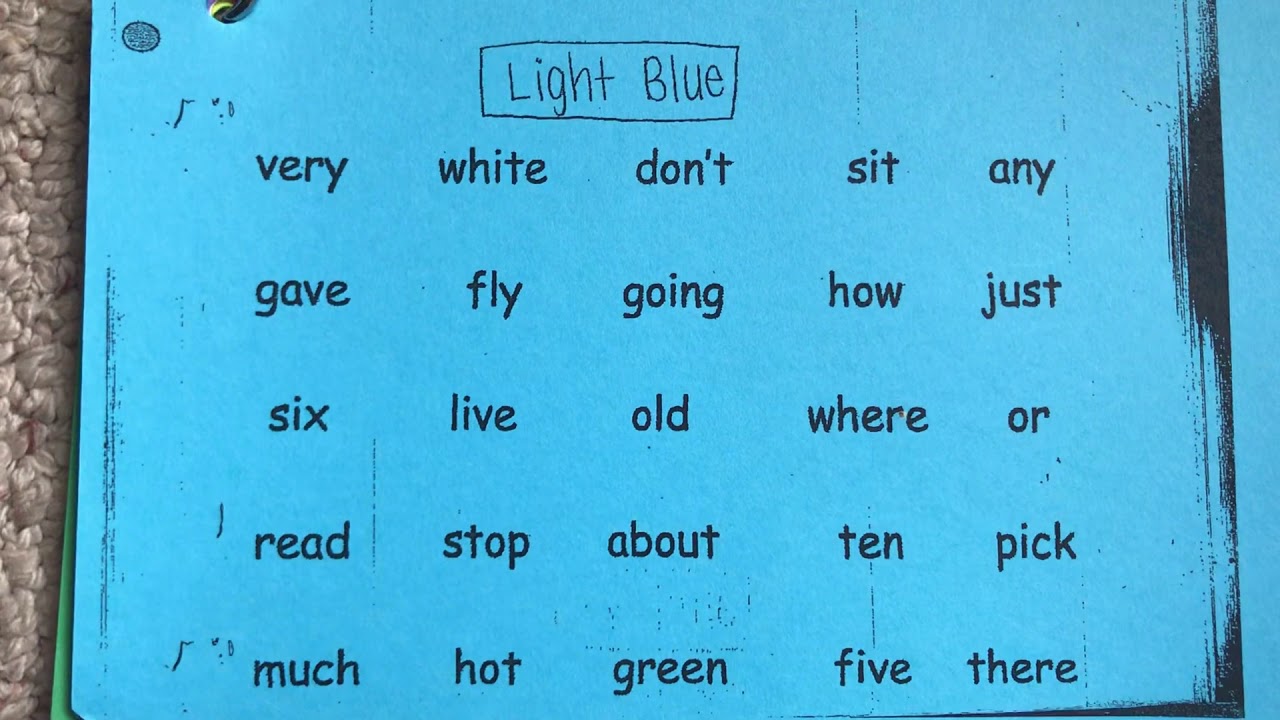 Light Blue
very white don't sit any
gave fly going how just
six live old where or
read stop about ten pick
much hot green five there